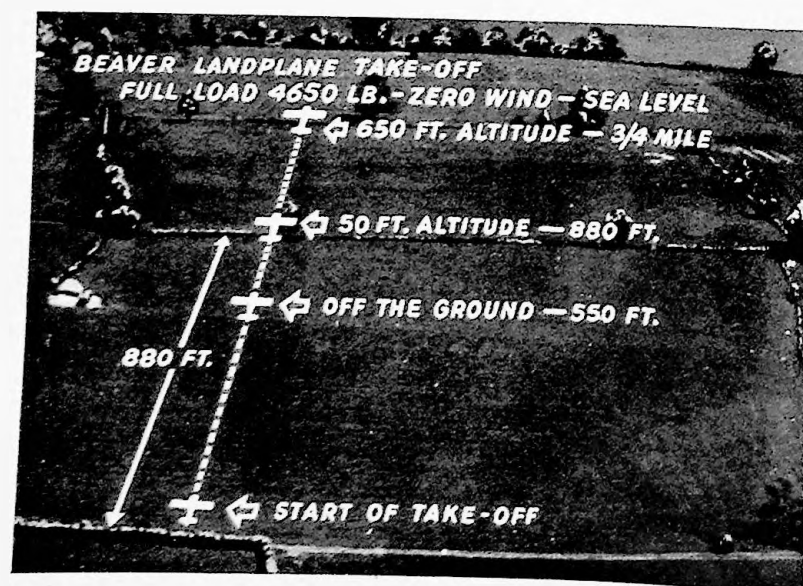 BEAVER LANDPLANE TAKE-OFF
FULL LOAD 4650 LB.-ZERO WIND-SEA LEVEL
650 FT. ALTITUDE - 3/4 MILE
50 FT. ALTITUDE - 880 FT.
OFF THE GROUND - 550 FT.
880 FT.
START OF TAKE-OFF